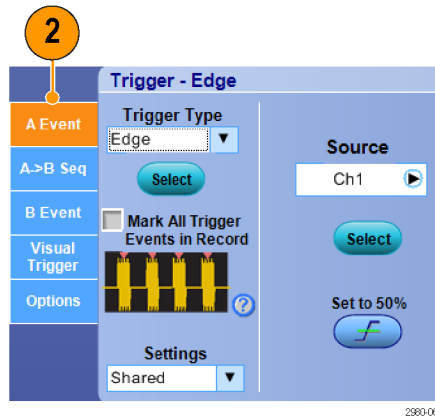 2
Trigger - Edge
A Event
A->B Seq
B Event
Visual
Trigger
Options
Trigger Type
Edge
Select
Mark All Trigger
Events in Record
?
Settings
Shared
Source
Ch1
Select
Set to 50%